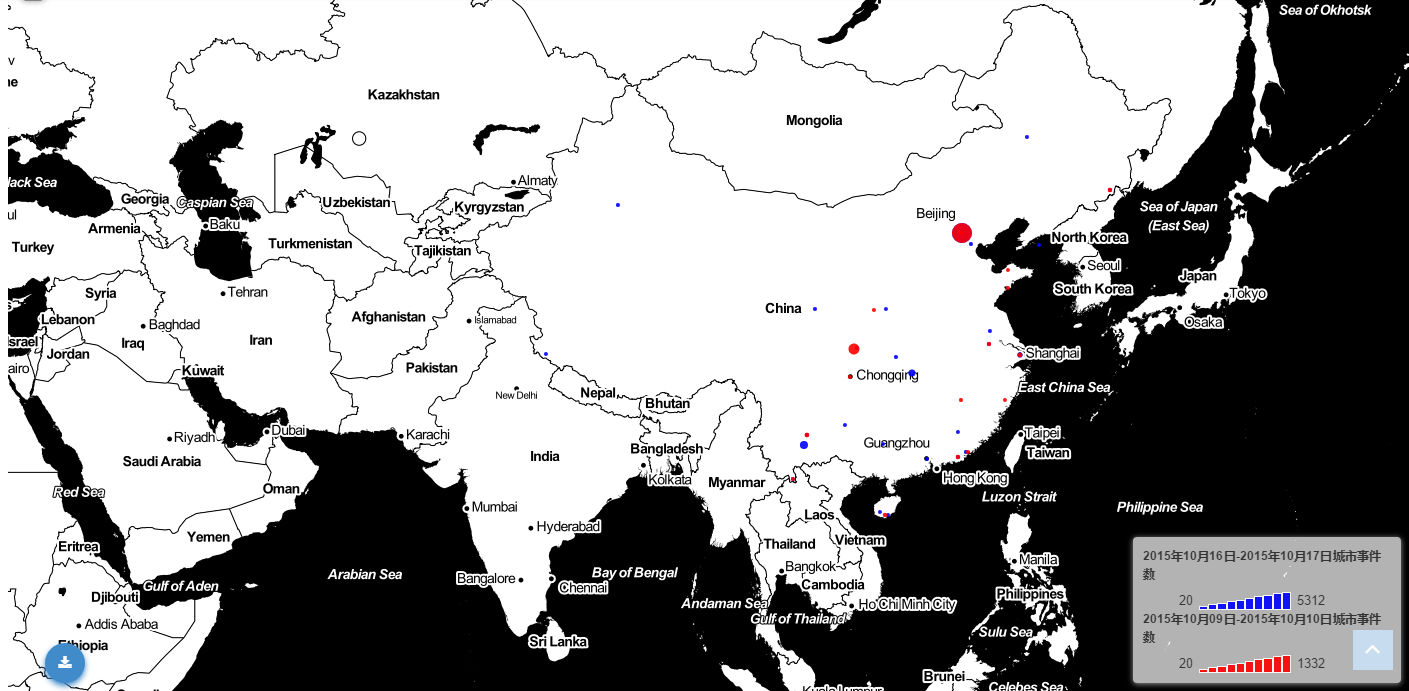 Sea of Okhotsk
v
ne
Kazakhstan
Mongolia
Almaty
lack Sea
Georgia
Caspian Sea
Uzbekistan
Kyrgyzstan
ul
Armenia
Baku
Beijing
Sea of Japan
(East Sea)
Turkey
Turkmenistan
Tajikistan
North Korea
Seoul
Japan
Syria
Tehran
South Korea
Tokyo
Lebanon
Baghdad
Afghanistan
Islamabad
China
Osaka
Israel
Iraq
Iran
Jordan
Shanghai
airo
Kuwait
Pakistan
Chongqing
New Delhi
Nepal
Bhutan
East China Sea
Riyadh
Dubai
Karachi
Guangzhou
Taipei
Saudi Arabia
India
Bangladesh
Taiwan
Kolkata
Myanmar
Hong Kong
Red Sea
Oman
Luzon Strait
Mumbai
Laos
Philippine Sea
Hyderabad
Yemen
Vietnam
Eritrea
Thailand
Manila
Arabian Sea
Bay of Bengal
Bangkok
Gulf of Aden
Bangalore
Chennai
Cambodia
Philippines
Djibouti
Andaman Sea
Ho Chi Minh City
Gulf of Thailand
Addis Ababa
Sulu Sea
Ethiopia
Sri Lanka
Brunei
Celebes Sea
Kuala Lumpur
2015年10月16日-2015年10月17日城市事件
数
20 5312
2015年10月09日-2015年10月10日城市事件
数
20 1332